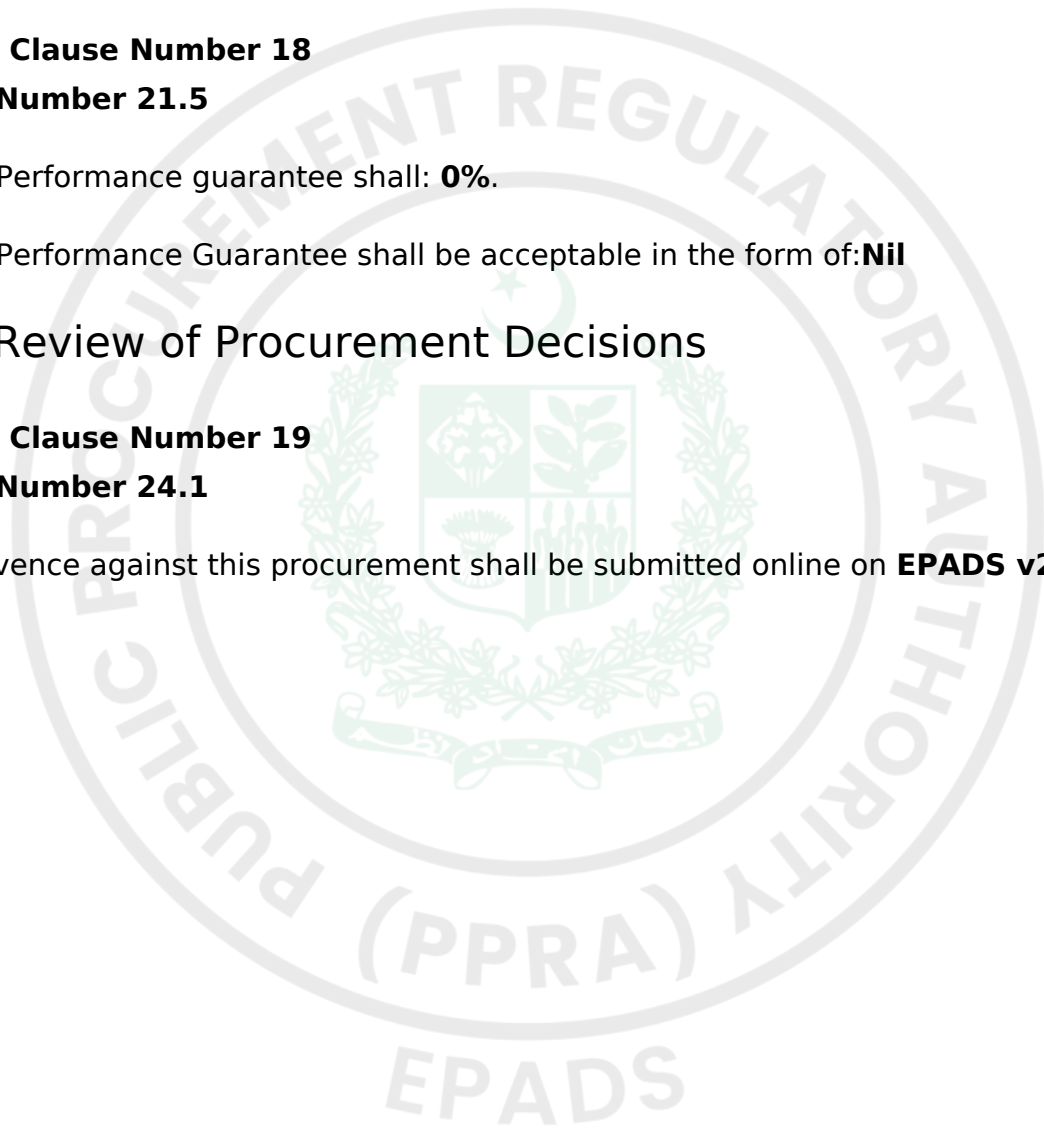 Clause Number 18
Number 21.5
Performance guarantee shall: 0%.
Performance Guarantee shall be acceptable in the form of:Nil
Review of Procurement Decisions
Clause Number 19
Number 24.1
vence against this procurement shall be submitted online on EPADS v2
PUBLIC PROCUREMENT REGULATORY AUTHORITY
(PPRA)
EPADS